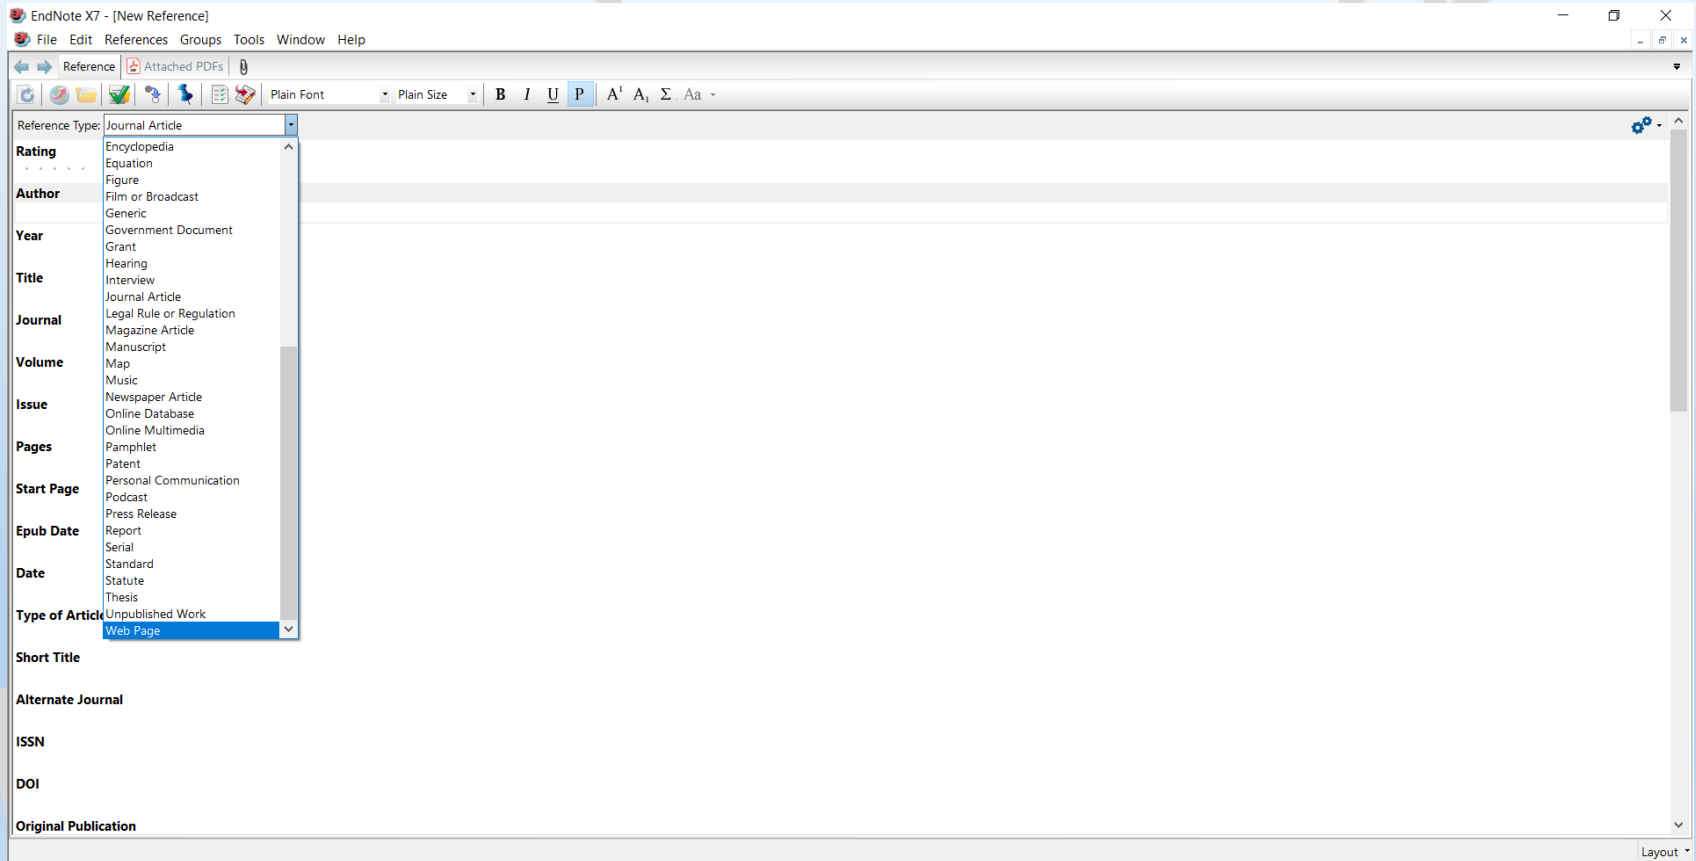 EndNote X7 - [New Reference]
File Edit References Groups Tools Window Help
Reference Attached PDFs
Plain Font Plain Size B I U P A¹ A₁ Σ Aa
Reference Type: Journal Article
Rating
Author
Year
Title
Journal
Volume
Issue
Pages
Start Page
Epub Date
Date
Type of Article
Short Title
Alternate Journal
ISSN
DOI
Original Publication
Encyclopedia
Equation
Figure
Film or Broadcast
Generic
Government Document
Grant
Hearing
Interview
Journal Article
Legal Rule or Regulation
Magazine Article
Manuscript
Map
Music
Newspaper Article
Online Database
Online Multimedia
Pamphlet
Patent
Personal Communication
Podcast
Press Release
Report
Serial
Standard
Statute
Thesis
Unpublished Work
Web Page
Layout